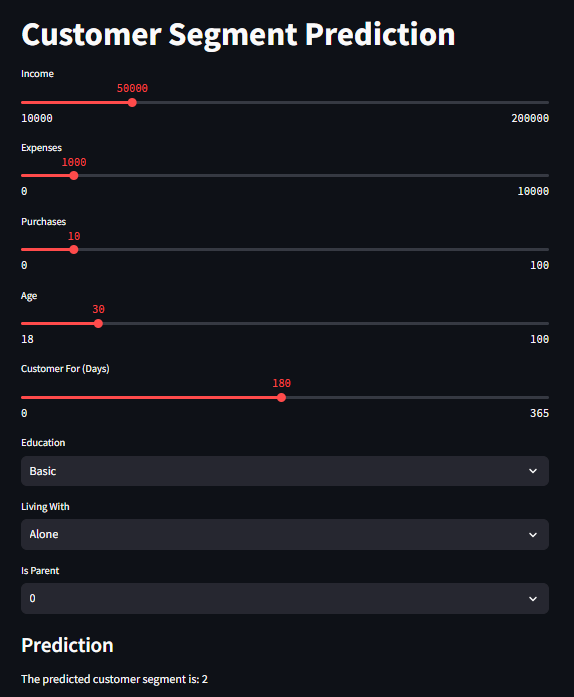 Customer Segment Prediction
Income
50000
10000 200000
Expenses
1000
0 10000
Purchases
10
0 100
Age
30
18 100
Customer For (Days)
180
0 365
Education
Basic
Living With
Alone
Is Parent
0
Prediction
The predicted customer segment is: 2